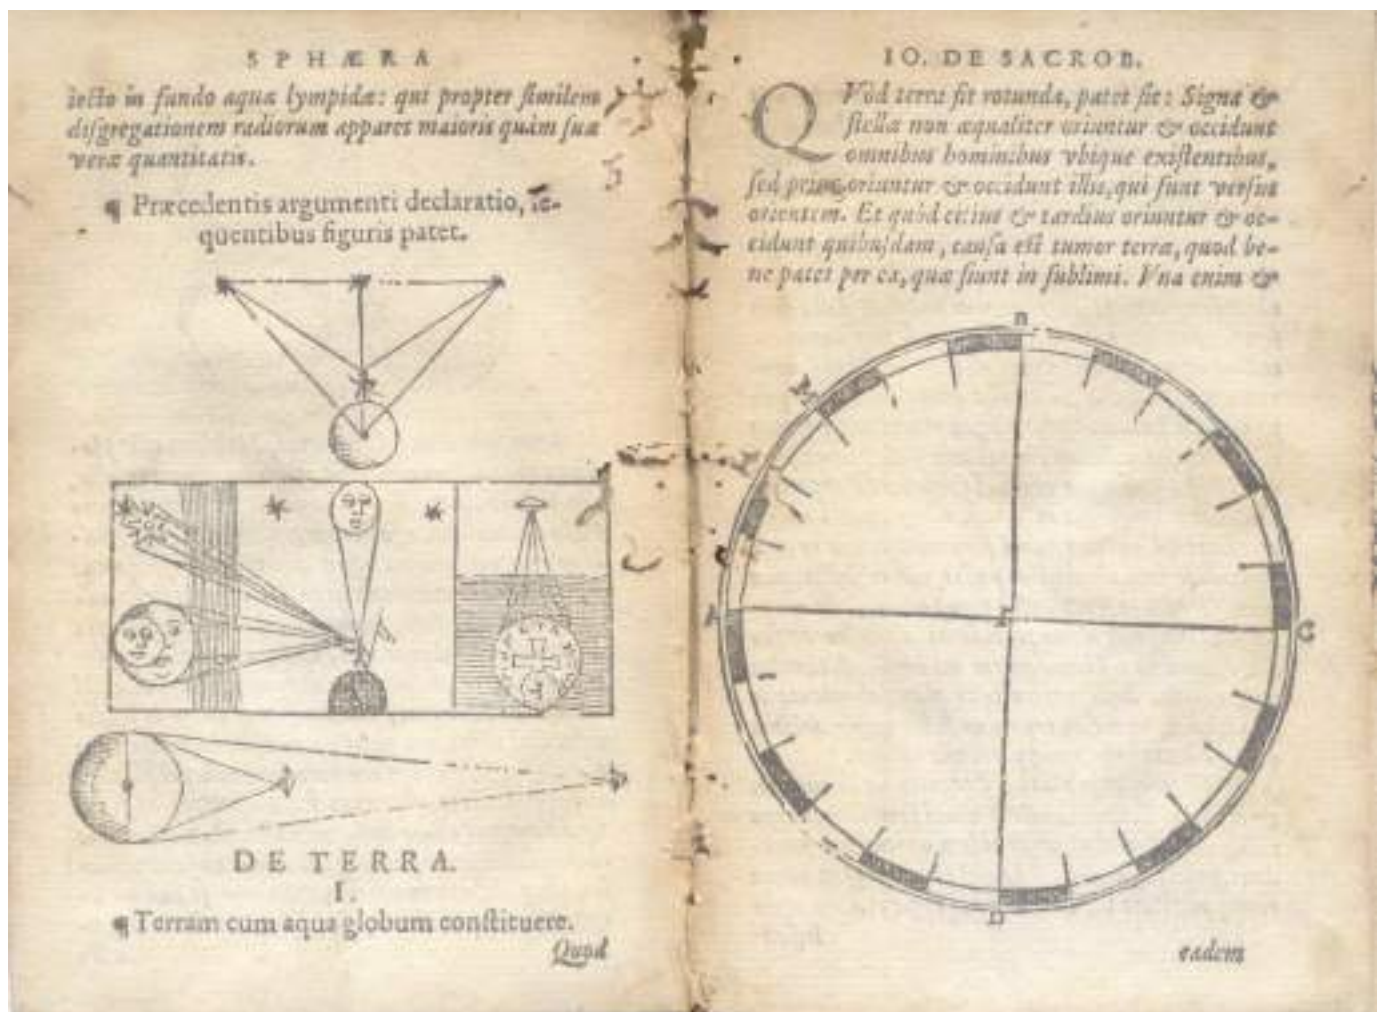 SPHÆRA
iecto in fundo aquæ lympidæ: qui propter ſimilem
diſgregationem radiorum apparet maioris quàm ſuæ
veræ quantitatis.
¶ Præcedentis argumenti declaratio, ſe-
quentibus figuris patet.
DE TERRA.
I.
¶ Terram cum aqua globum conſtituere.
Quod
IO. DE SACROB.
QVod terra ſit rotunda, patet ſic: Signa &
ſtellæ non æqualiter oriuntur & occidunt
omnibus hominibus vbique exiſtentibus,
ſed prius oriuntur & occidunt illis, qui ſunt verſus
orientem. Et quòd citius & tardius oriuntur & oc-
cidunt quibuſdam, cauſa eſt tumor terræ, quod be-
ne patet per ea, quæ fiunt in ſublimi. Vna enim &
B
A
E
C
D
eadem